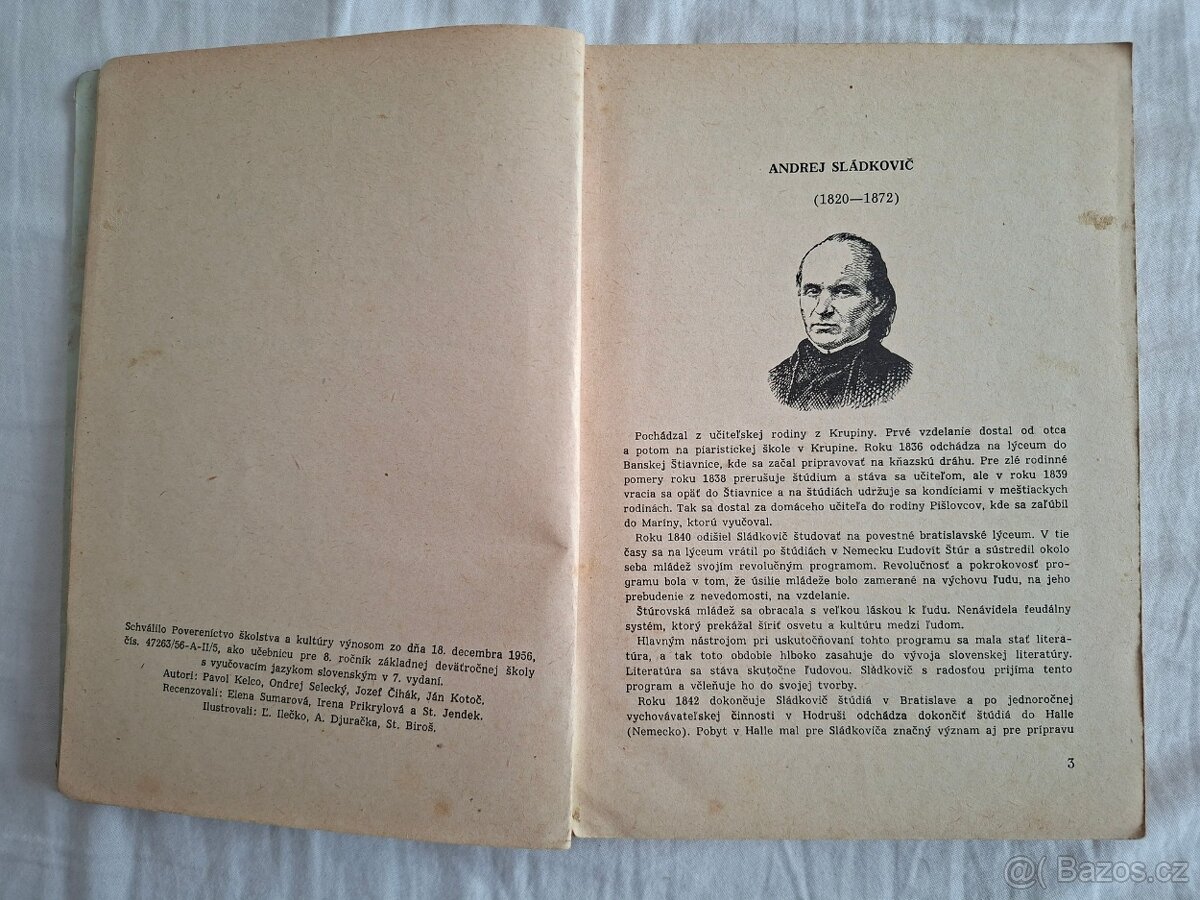 Schválilo Povereníctvo školstva a kultúry výnosom zo dňa 18. decembra 1956,
čís. 47263/56-A-II/5, ako učebnicu pre 8. ročník základnej deväťročnej školy
s vyučovacím jazykom slovenským v 7. vydaní.
Autori: Pavol Kelco, Ondrej Selecký, Jozef Čihák, Ján Kotoč.
Recenzovali: Elena Sumarová, Irena Prikrylová a St. Jendek.
Ilustrovali: Ľ. Ilečko, A. Djuračka, St. Biroš.
ANDREJ SLÁDKOVIČ
(1820—1872)
Pochádzal z učiteľskej rodiny z Krupiny. Prvé vzdelanie dostal od otca
a potom na piaristickej škole v Krupine. Roku 1836 odchádza na lýceum do
Banskej Štiavnice, kde sa začal pripravovať na kňazskú dráhu. Pre zlé rodinné
pomery roku 1838 prerušuje štúdium a stáva sa učiteľom, ale v roku 1839
vracia sa opäť do Štiavnice a na štúdiách udržuje sa kondíciami v meštiackych
rodinách. Tak sa dostal za domáceho učiteľa do rodiny Pišlovcov, kde sa zaľúbil
do Maríny, ktorú vyučoval.
Roku 1840 odišiel Sládkovič študovať na povestné bratislavské lýceum. V tie
časy sa na lýceum vrátil po štúdiách v Nemecku Ľudovít Štúr a sústredil okolo
seba mládež svojím revolučným programom. Revolučnosť a pokrokovosť pro-
gramu bola v tom, že úsilie mládeže bolo zamerané na výchovu ľudu, na jeho
prebudenie z nevedomosti, na vzdelanie.
Štúrovská mládež sa obracala s veľkou láskou k ľudu. Nenávidela feudálny
systém, ktorý prekážal šíriť osvetu a kultúru medzi ľudom.
Hlavným nástrojom pri uskutočňovaní tohto programu sa mala stať literá-
túra, a tak toto obdobie hlboko zasahuje do vývoja slovenskej literatúry.
Literatúra sa stáva skutočne ľudovou. Sládkovič s radosťou prijíma tento
program a včleňuje ho do svojej tvorby.
Roku 1842 dokončuje Sládkovič štúdiá v Bratislave a po jednoročnej
vychovávateľskej činnosti v Hodruši odchádza dokončiť štúdiá do Halle
(Nemecko). Pobyt v Halle mal pre Sládkoviča značný význam aj pre prípravu
3
@( Bazos.cz